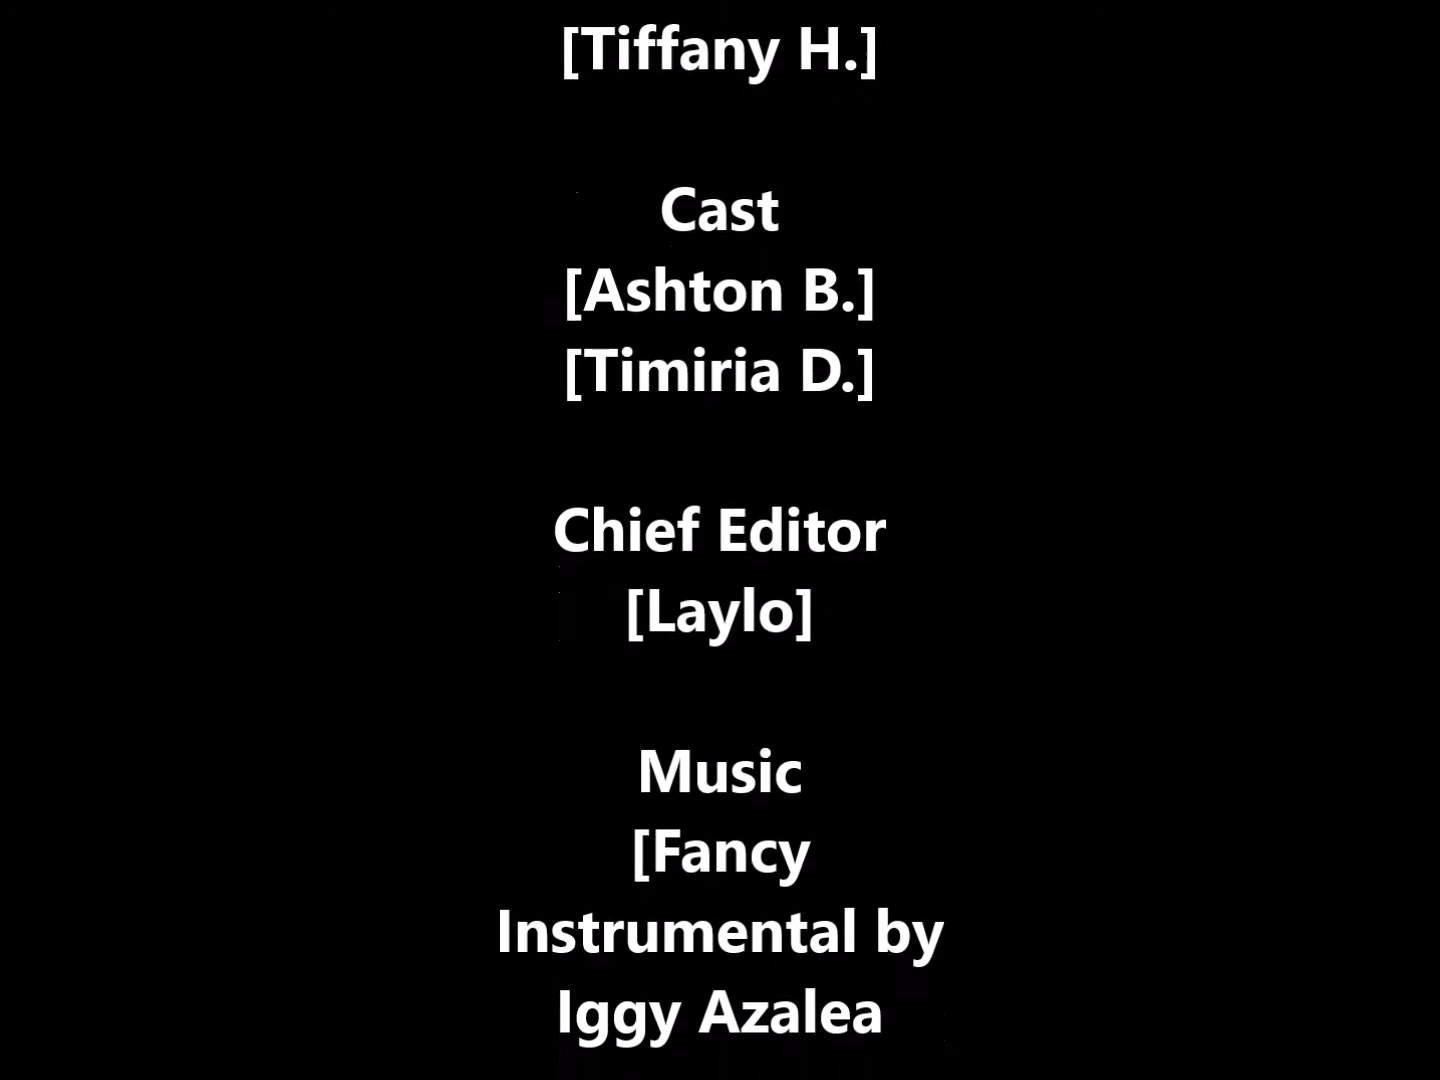 [Tiffany H.]
Cast
[Ashton B.]
[Timiria D.]
Chief Editor
[Laylo]
Music
[Fancy
Instrumental by
Iggy Azalea